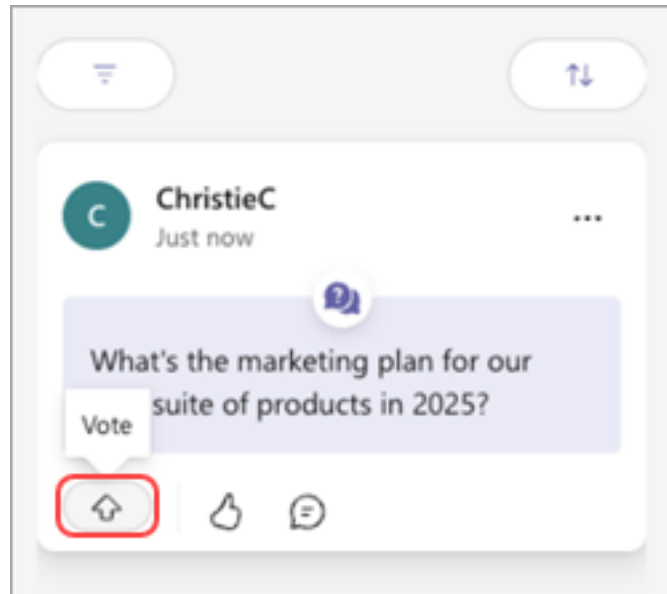 C
ChristieC
Just now
...
?
What's the marketing plan for our
suite of products in 2025?
Vote